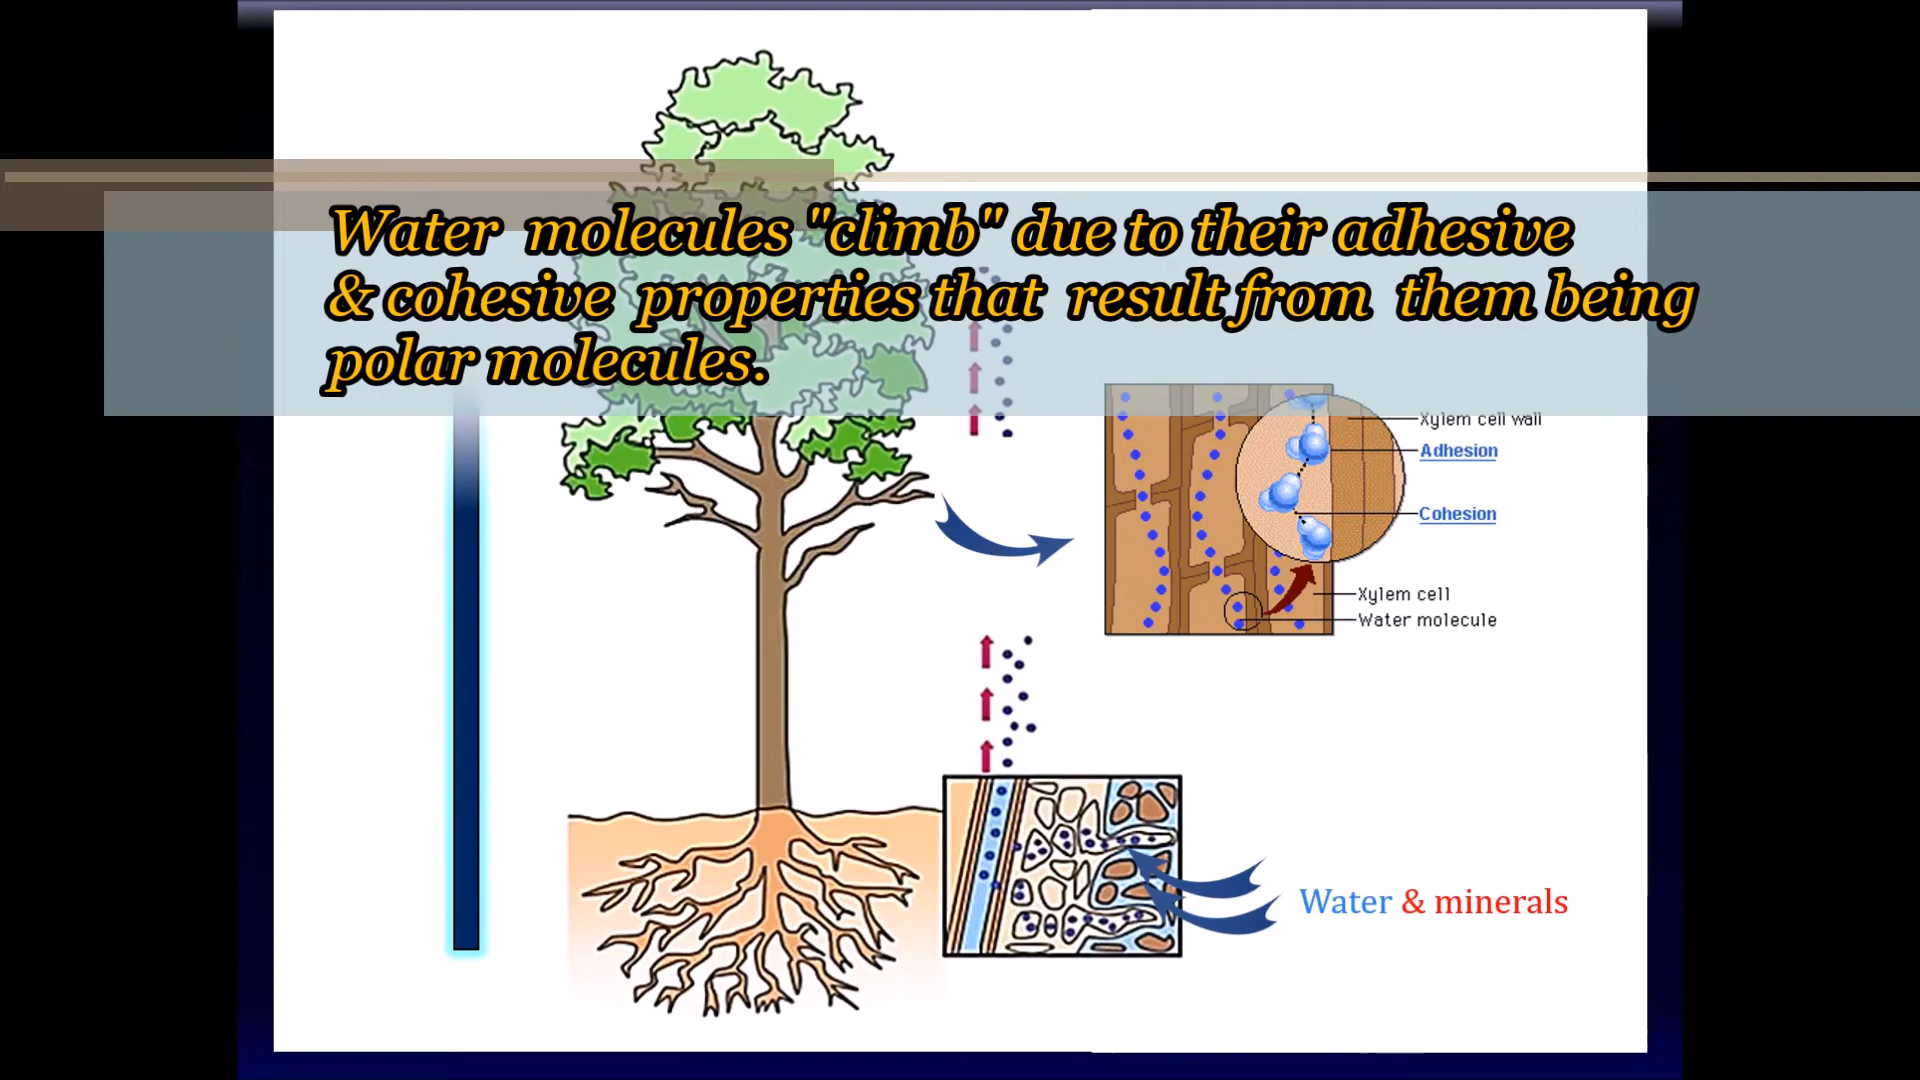 Water molecules "climb" due to their adhesive
& cohesive properties that result from them being
polar molecules.
Xylem cell wall
Adhesion
Cohesion
Xylem cell
Water molecule
Water & minerals